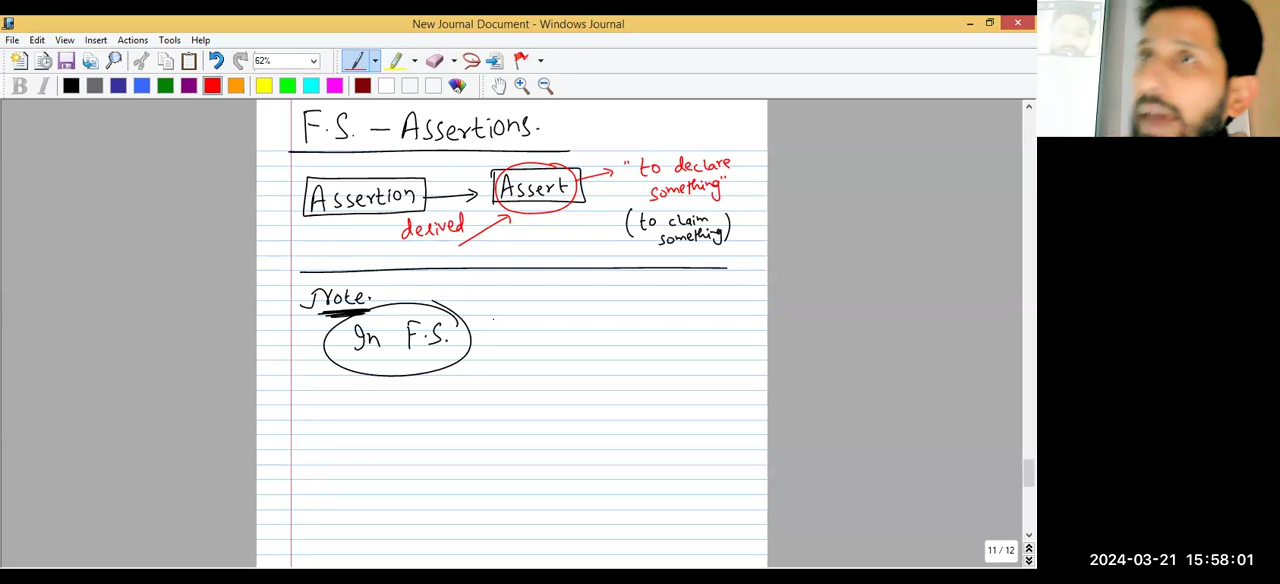 New Journal Document - Windows Journal
File Edit View Insert Actions Tools Help
62%
B I
F.S. - Assertions.
Assertion → Assert → "to declare
something"
derived
(to claim
something)
Note.
In F.S.
11 / 12
2024-03-21 15:58:01